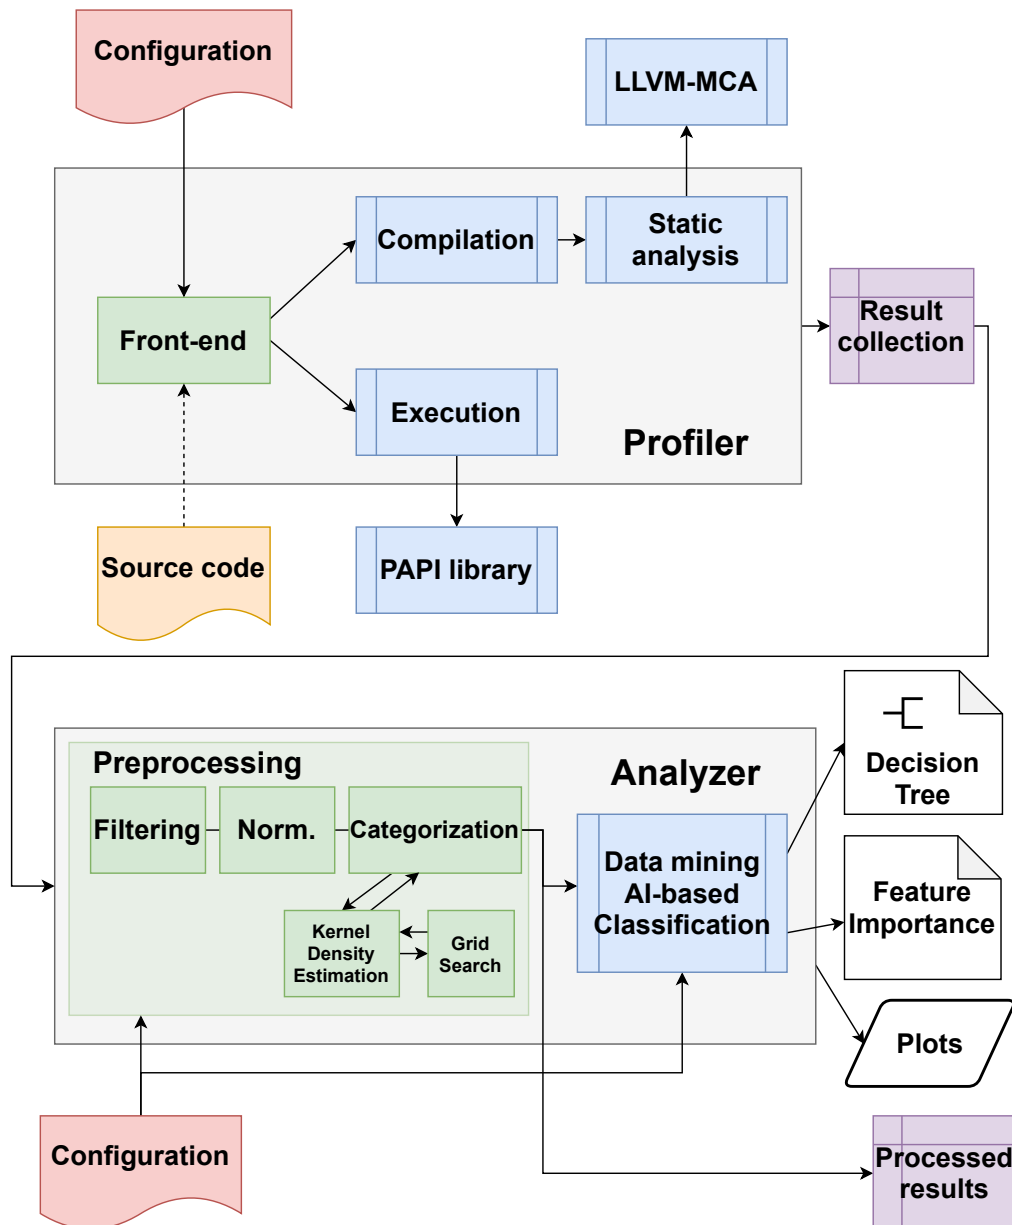 Configuration
LLVM-MCA
Compilation
Static
analysis
Front-end
Result
collection
Execution
Profiler
Source code
PAPI library
Preprocessing
Analyzer
Decision
Tree
Filtering
Norm.
Categorization
Data mining
AI-based
Classification
Feature
Importance
Kernel
Density
Estimation
Grid
Search
Plots
Configuration
Processed
results